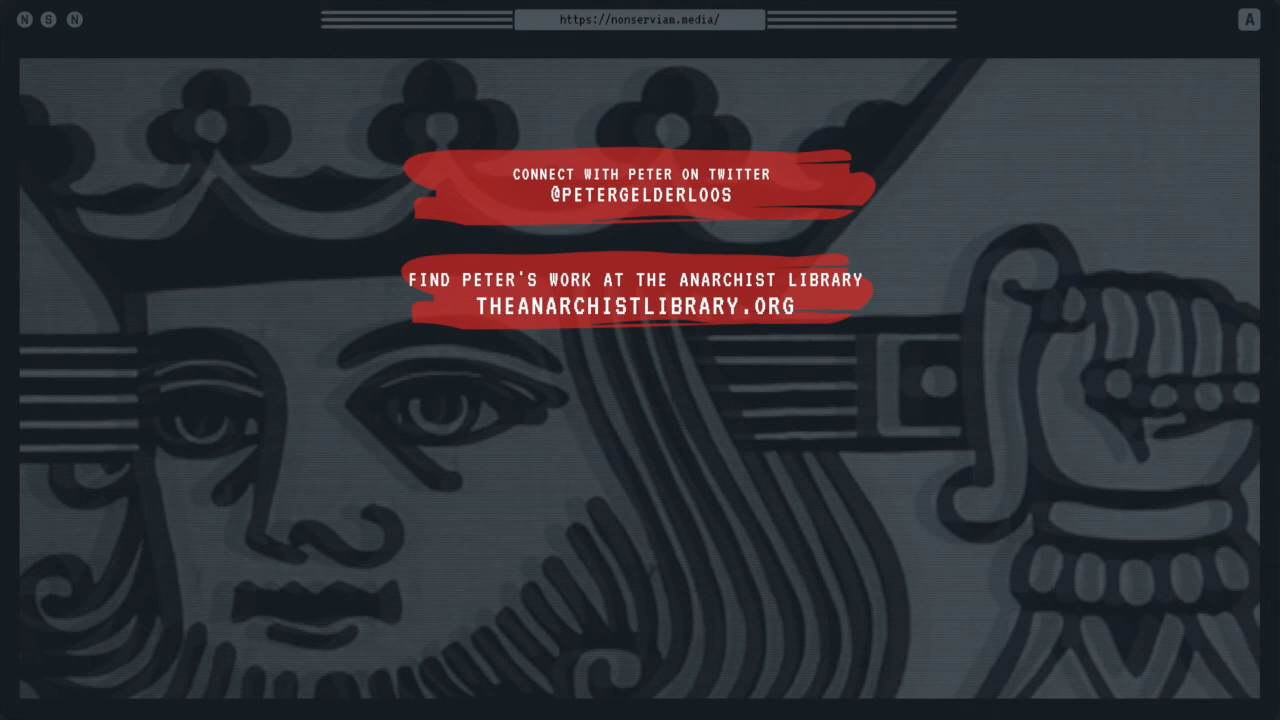 N S N
https://nonserviam.media/
A
CONNECT WITH PETER ON TWITTER
@PETERGELDERLOOS
FIND PETER'S WORK AT THE ANARCHIST LIBRARY
THEANARCHISTLIBRARY.ORG